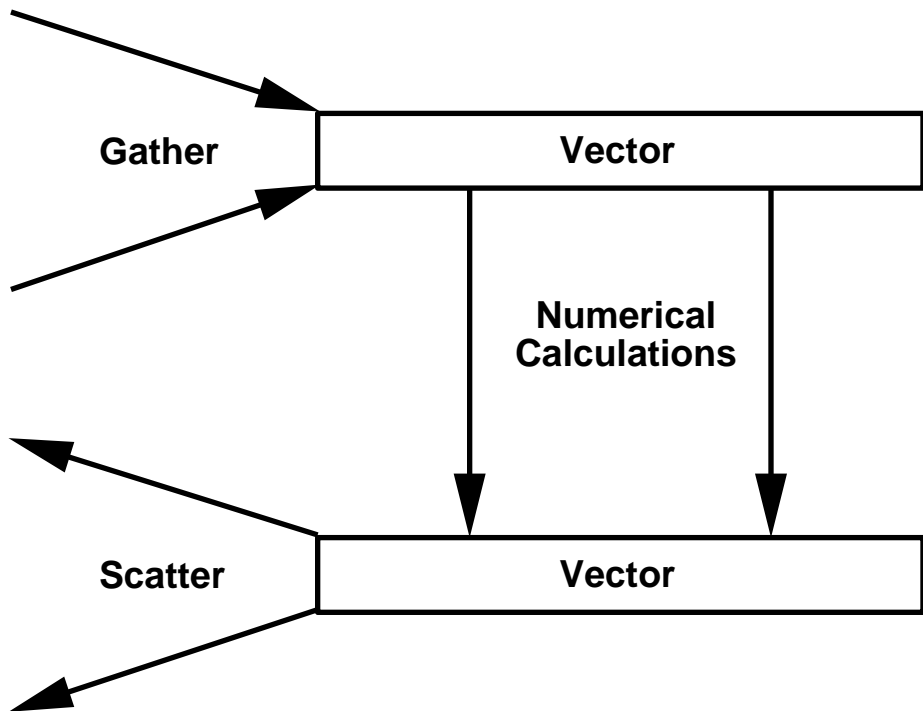 Gather
Vector
Numerical
Calculations
Scatter
Vector